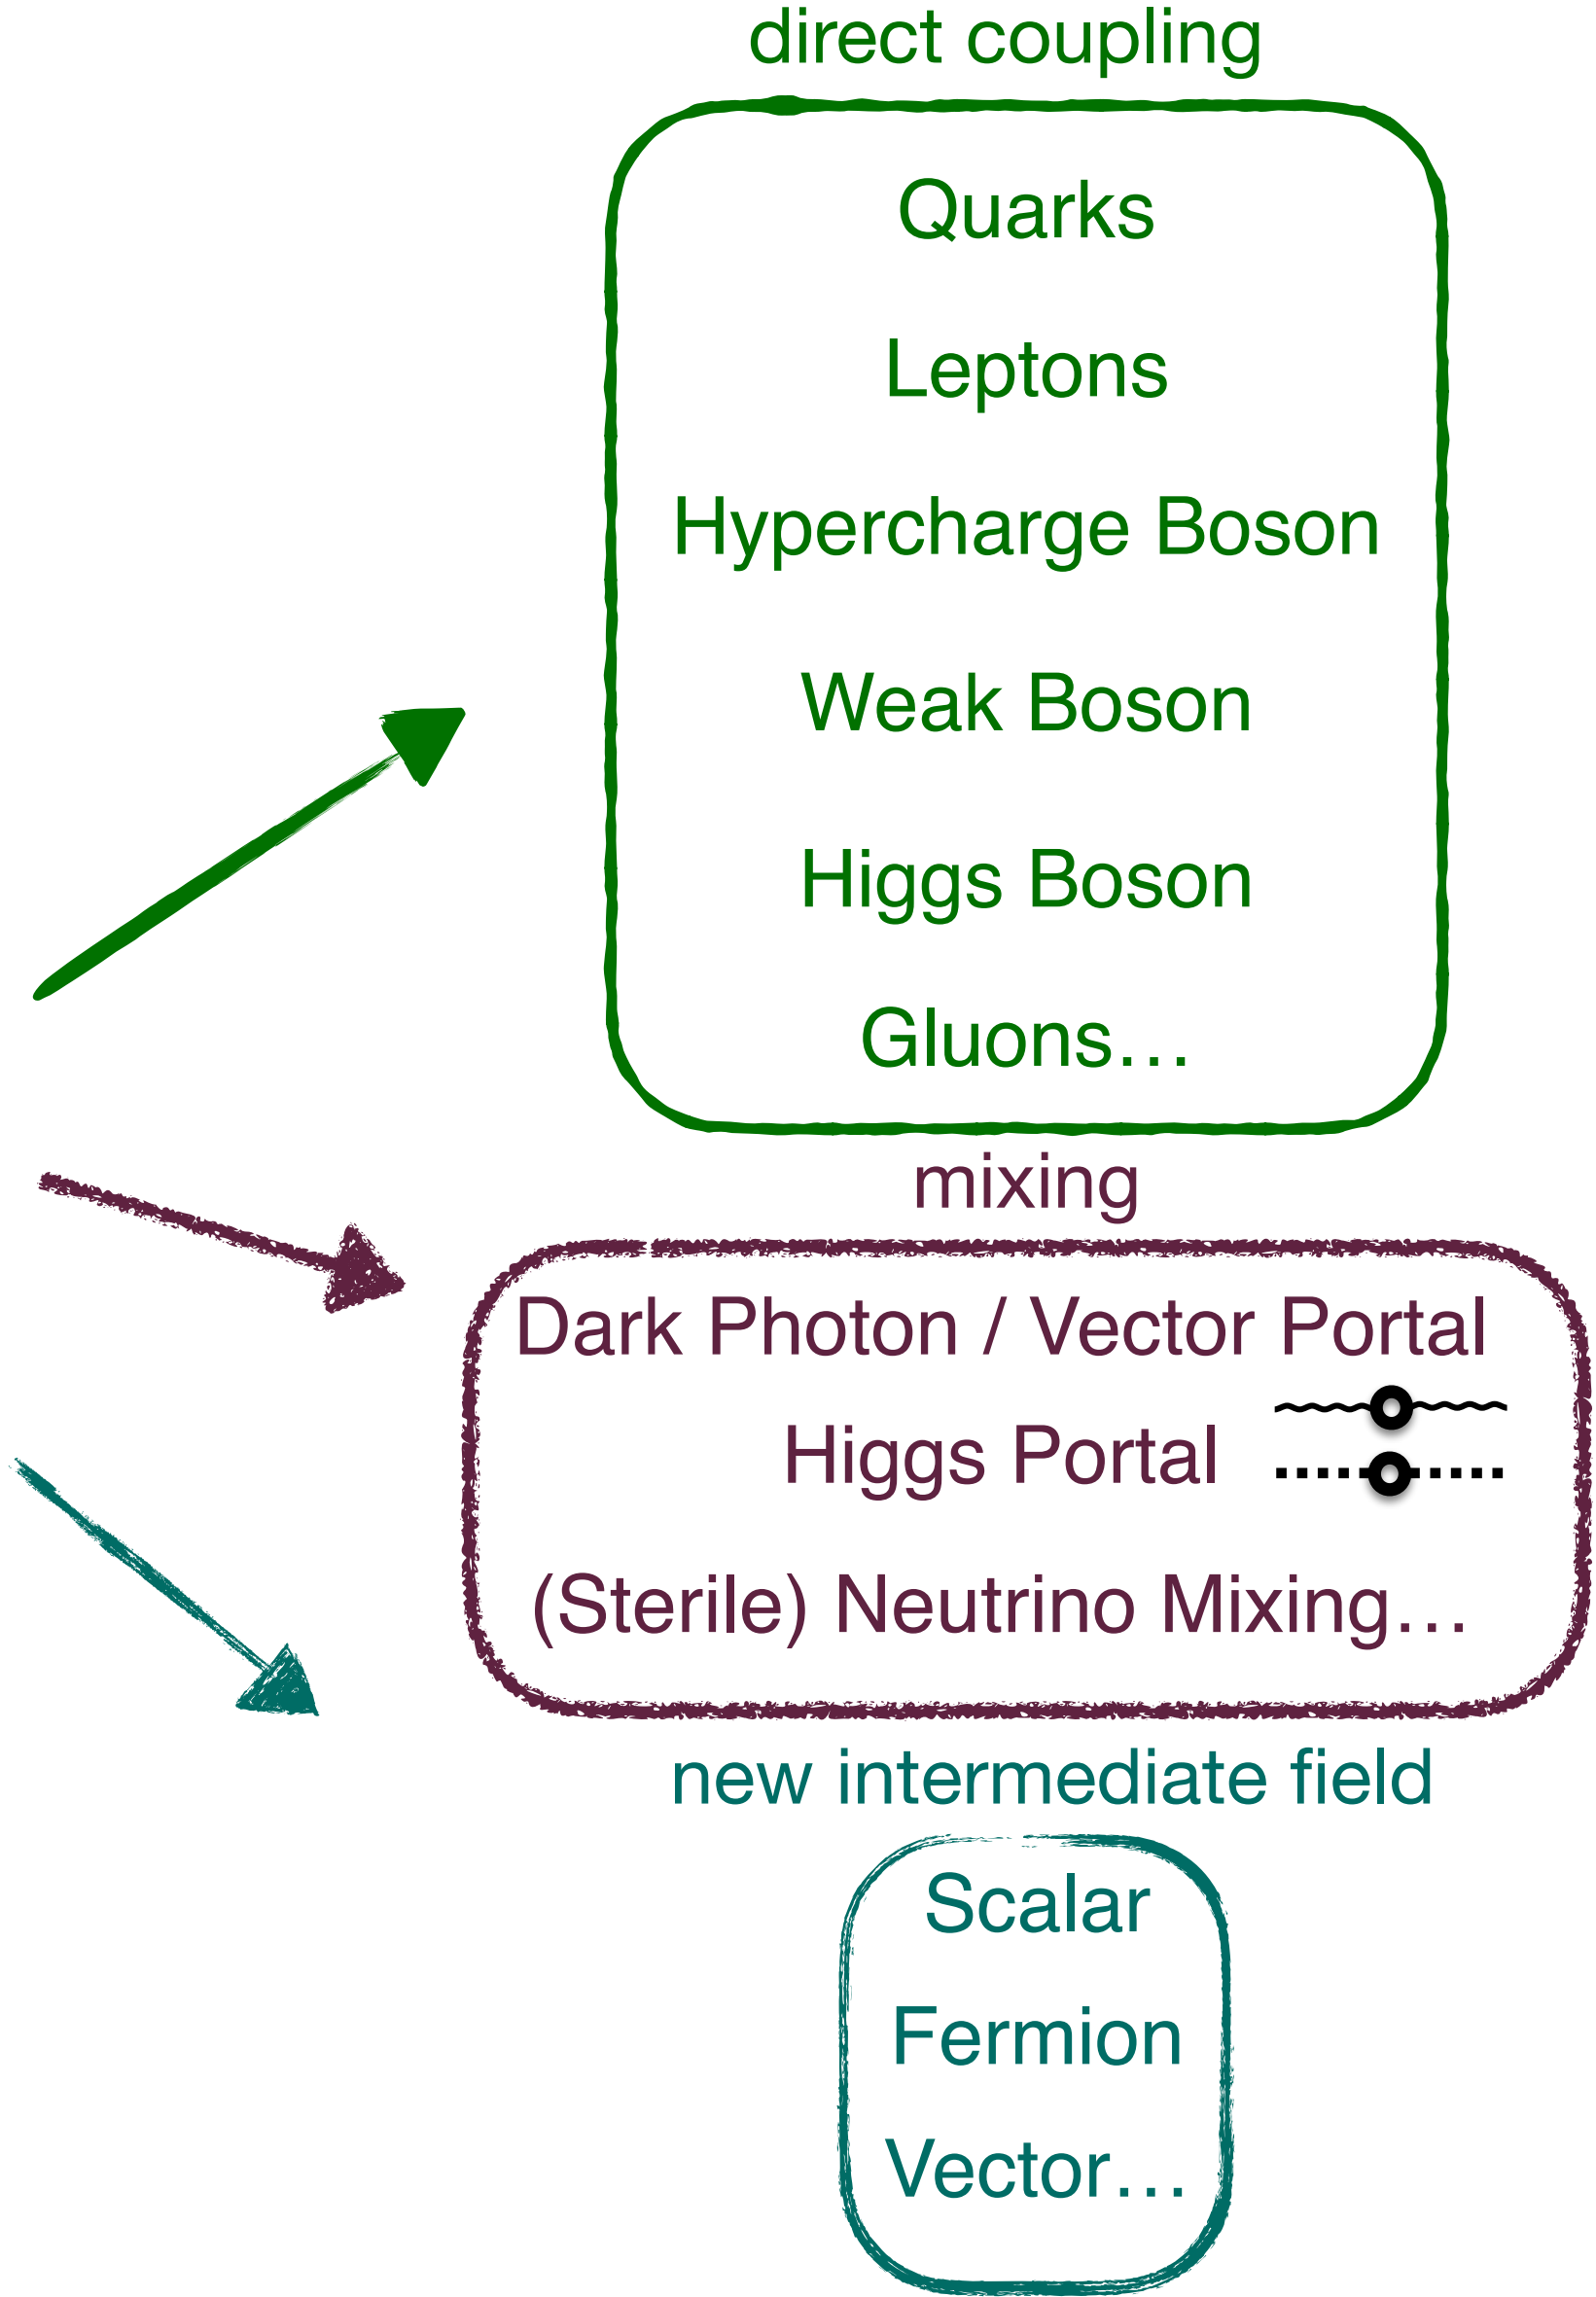 direct coupling
Quarks
Leptons
Hypercharge Boson
Weak Boson
Higgs Boson
Gluons…
mixing
Dark Photon / Vector Portal
Higgs Portal
(Sterile) Neutrino Mixing…
new intermediate field
Scalar
Fermion
Vector…